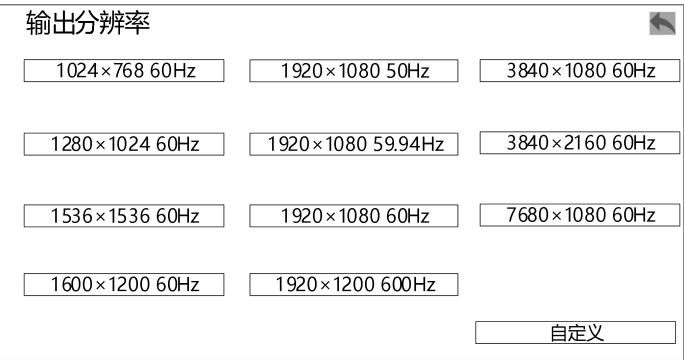 输出分辨率
1024×768 60Hz
1920×1080 50Hz
3840×1080 60Hz
1280×1024 60Hz
1920×1080 59.94Hz
3840×2160 60Hz
1536×1536 60Hz
1920×1080 60Hz
7680×1080 60Hz
1600×1200 60Hz
1920×1200 600Hz
自定义